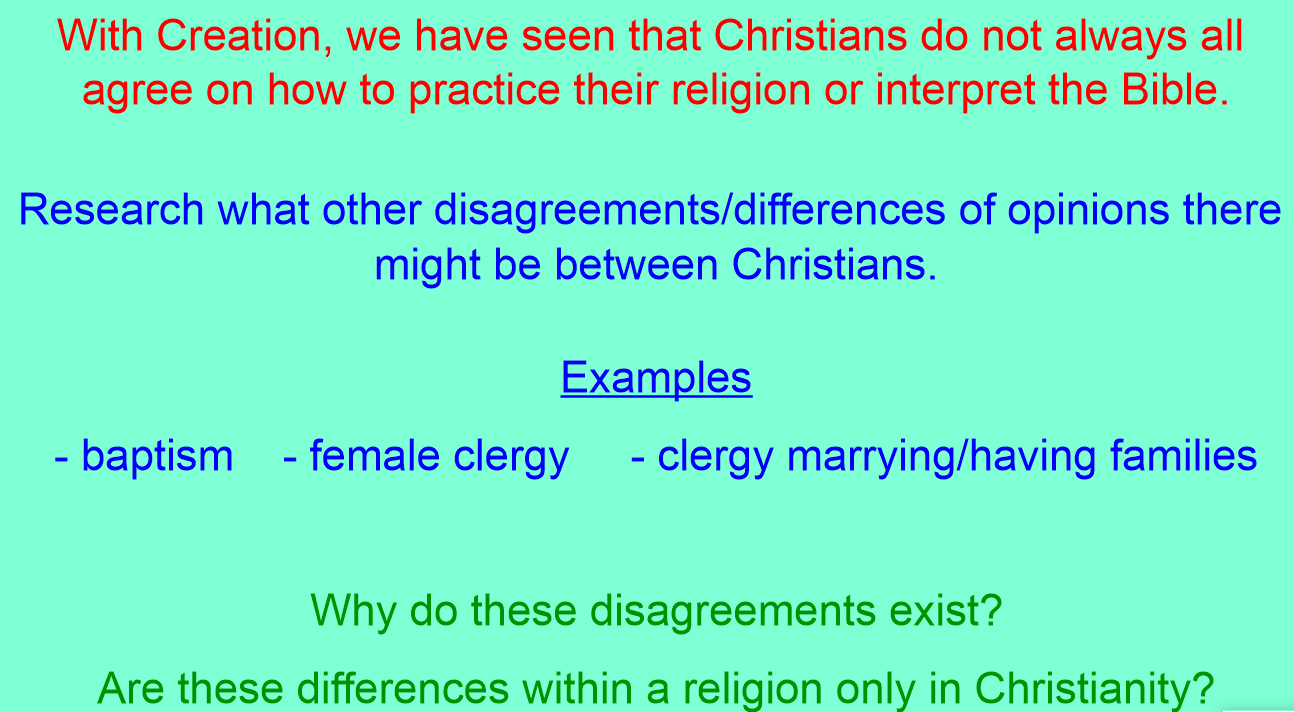 With Creation, we have seen that Christians do not always all
agree on how to practice their religion or interpret the Bible.
Research what other disagreements/differences of opinions there
might be between Christians.
Examples
- baptism - female clergy - clergy marrying/having families
Why do these disagreements exist?
Are these differences within a religion only in Christianity?